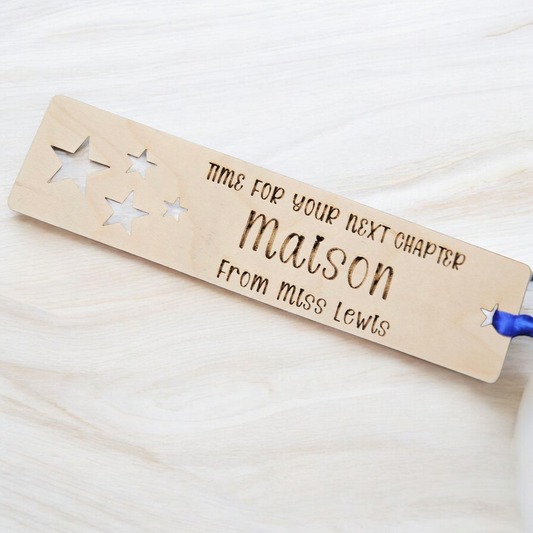 TIME FOR YOUR NEXT CHAPTER
Maison
From Miss Lewis